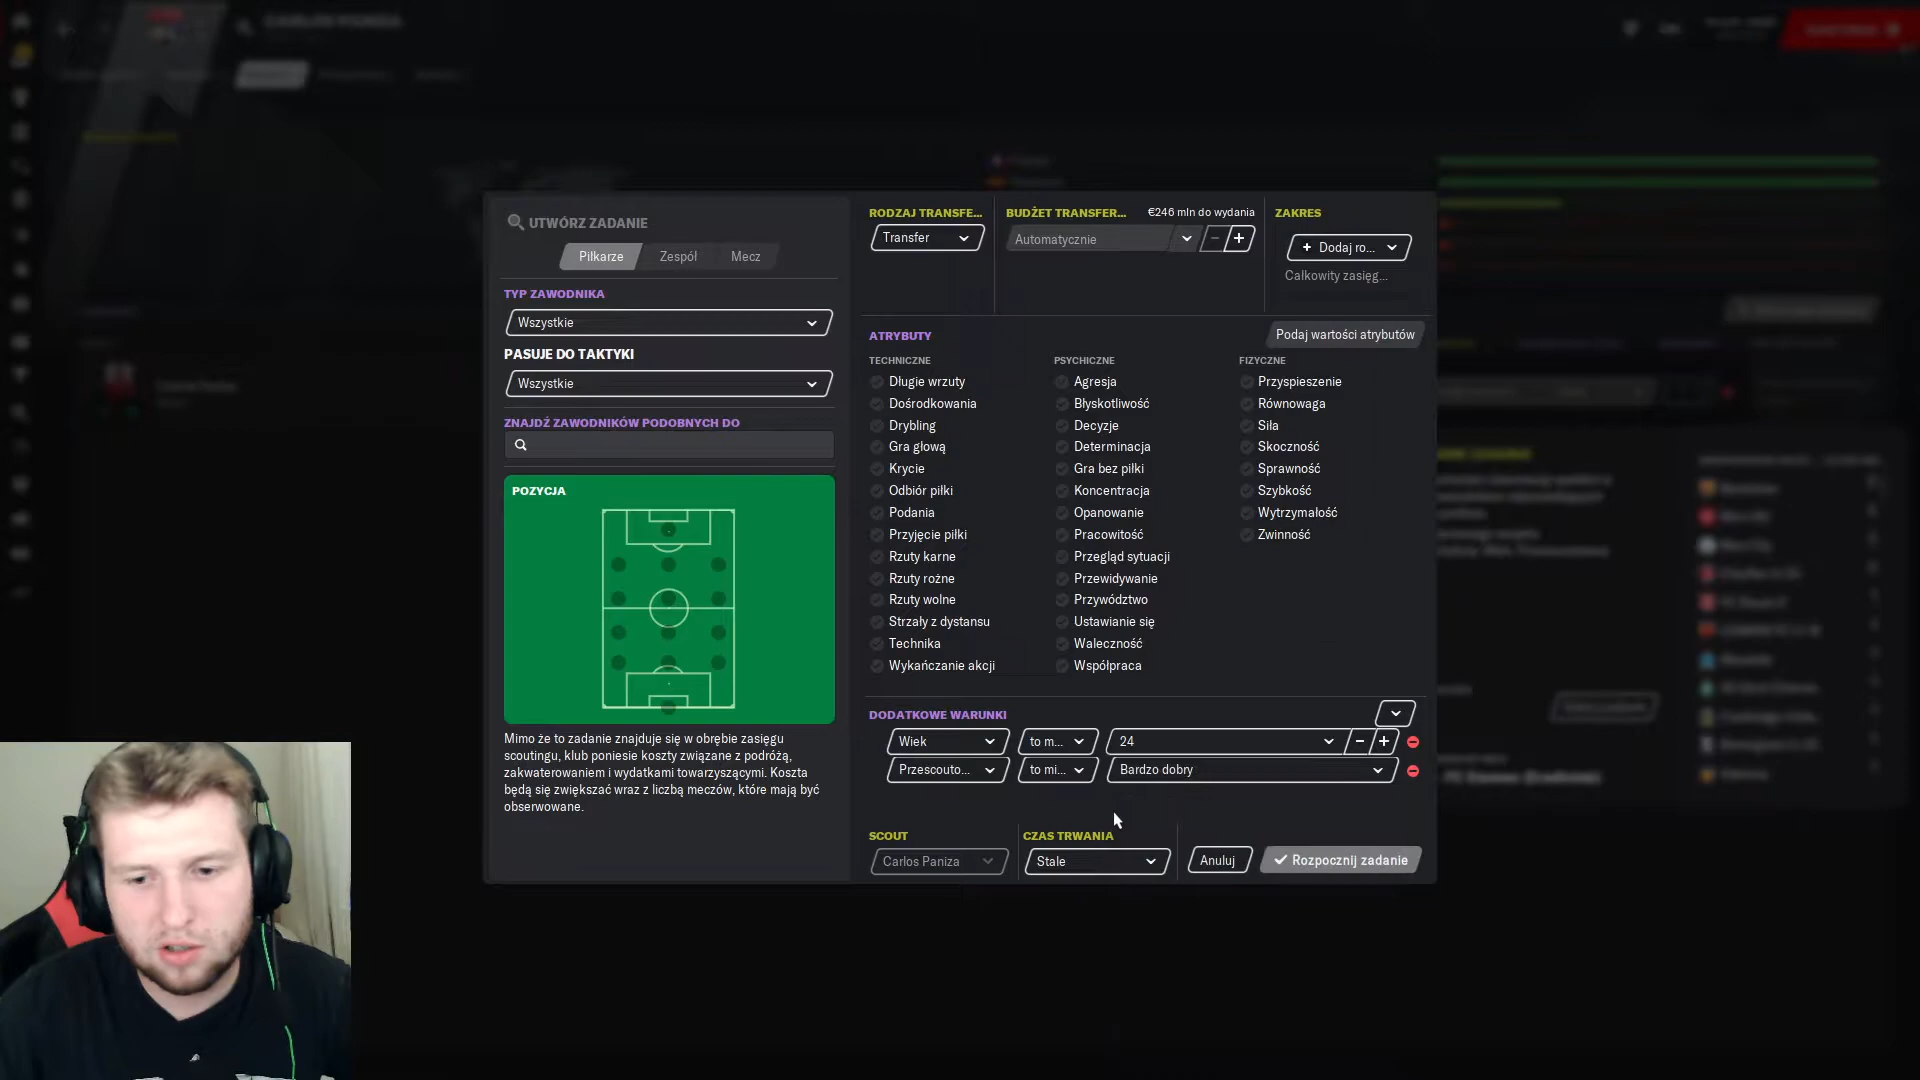 UTWÓRZ ZADANIE
Piłkarze
Zespół
Mecz
TYP ZAWODNIKA
Wszystkie
PASUJE DO TAKTYKI
Wszystkie
ZNAJDŹ ZAWODNIKÓW PODOBNYCH DO
POZYCJA
Mimo że to zadanie znajduje się w obrębie zasięgu
scoutingu, klub poniesie koszty związane z podróżą,
zakwaterowaniem i wydatkami towarzyszącymi. Koszta
będą się zwiększać wraz z liczbą meczów, które mają być
obserwowane.
RODZAJ TRANSFE...
Transfer
BUDŻET TRANSFER...
€246 mln do wydania
Automatycznie
ZAKRES
+ Dodaj ro...
Całkowity zasięg...
ATRYBUTY
Podaj wartości atrybutów
TECHNICZNE
Długie wrzuty
Dośrodkowania
Drybling
Gra głową
Krycie
Odbiór piłki
Podania
Przyjęcie piłki
Rzuty karne
Rzuty rożne
Rzuty wolne
Strzały z dystansu
Technika
Wykańczanie akcji
PSYCHICZNE
Agresja
Błyskotliwość
Decyzje
Determinacja
Gra bez piłki
Koncentracja
Opanowanie
Pracowitość
Przegląd sytuacji
Przewidywanie
Przywództwo
Ustawianie się
Waleczność
Współpraca
FIZYCZNE
Przyspieszenie
Równowaga
Siła
Skoczność
Sprawność
Szybkość
Wytrzymałość
Zwinność
DODATKOWE WARUNKI
Wiek to m... 24
Przescouto... to mi... Bardzo dobry
SCOUT
Carlos Paniza
CZAS TRWANIA
Stale
Anuluj
Rozpocznij zadanie